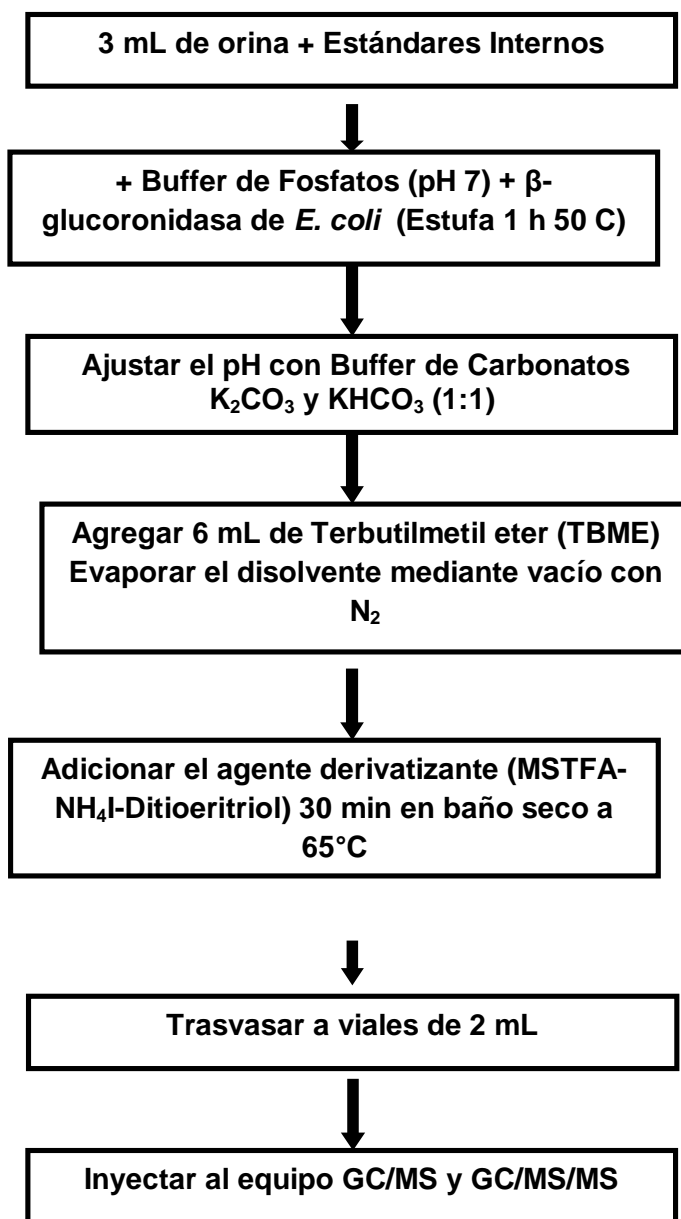 3 mL de orina + Estándares Internos
+ Buffer de Fosfatos (pH 7) + β-
glucoronidasa de E. coli (Estufa 1 h 50 C)
Ajustar el pH con Buffer de Carbonatos
K₂CO₃ y KHCO₃ (1:1)
Agregar 6 mL de Terbutilmetil eter (TBME)
Evaporar el disolvente mediante vacío con
N₂
Adicionar el agente derivatizante (MSTFA-
NH₄I-Ditioeritriol) 30 min en baño seco a
65°C
Trasvasar a viales de 2 mL
Inyectar al equipo GC/MS y GC/MS/MS